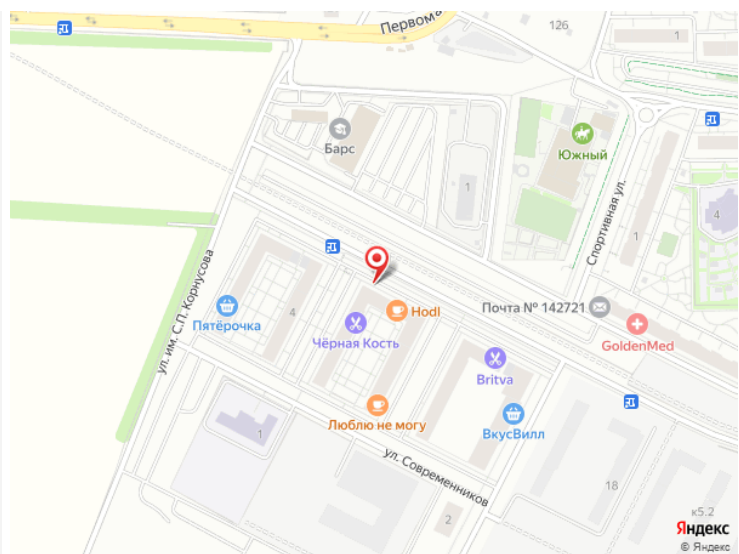 126
1
Первома
Барс
Южный
1
Спортивная ул.
4
1
ул. им. С.П. Корнусова
4
Пятёрочка
Hodl
Чёрная Кость
Почта № 142721
GoldenMed
Britva
Люблю не могу
ВкусВилл
1
ул. Современников
18
2
к5.2
Яндекс
© Яндекс